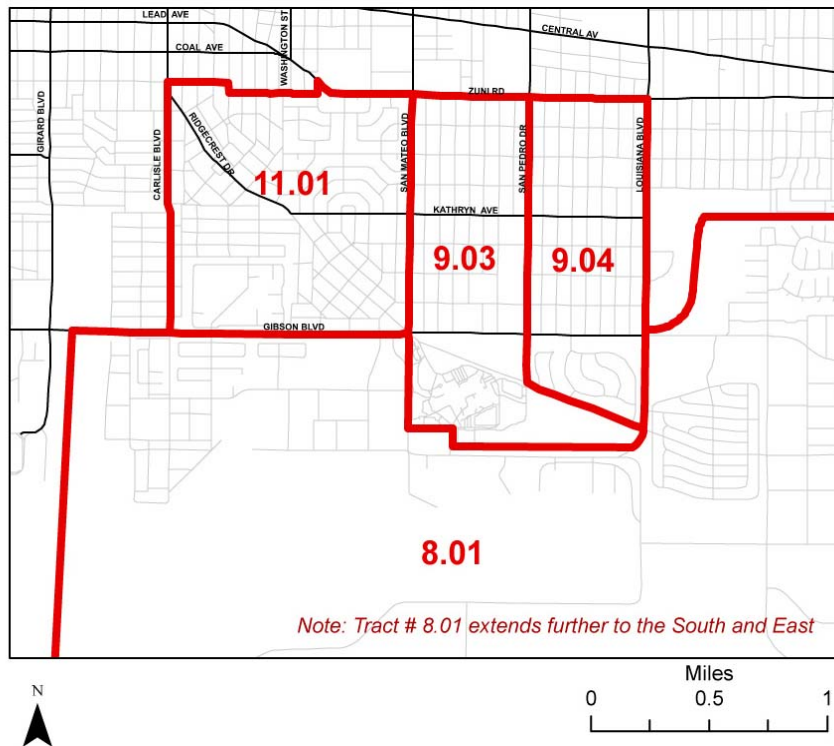 LEAD AVE
CENTRAL AV
COAL AVE
WASHINGTON ST
ZUNI RD
GIRARD BLVD
CARLISLE BLVD
RIDGECREST DR
SAN MATEO BLVD
SAN PEDRO DR
LOUISIANA BLVD
11.01
KATHRYN AVE
9.03
9.04
GIBSON BLVD
8.01
Note: Tract # 8.01 extends further to the South and East
N
Miles
0 0.5 1